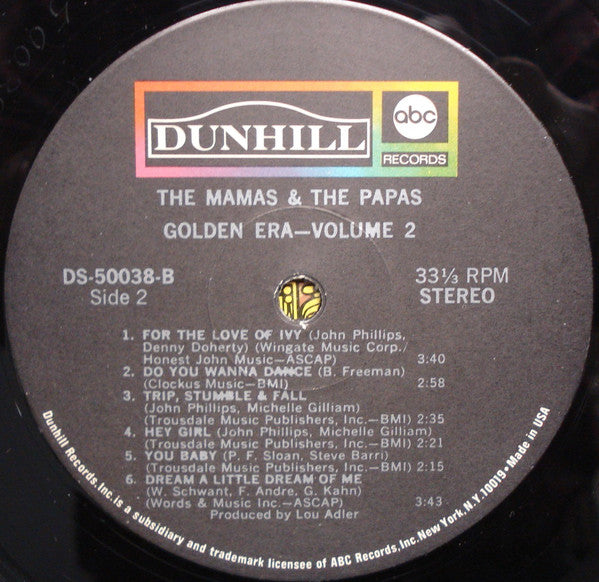 DUNHILL
abc
RECORDS
THE MAMAS & THE PAPAS
GOLDEN ERA—VOLUME 2
DS-50038-B
Side 2
33⅓ RPM
STEREO
1. FOR THE LOVE OF IVY (John Phillips,
Denny Doherty) (Wingate Music Corp./
Honest John Music—ASCAP) 3:40
2. DO YOU WANNA DANCE (B. Freeman)
(Clockus Music—BMI) 2:58
3. TRIP, STUMBLE & FALL
(John Phillips, Michelle Gilliam)
(Trousdale Music Publishers, Inc.—BMI) 2:35
4. HEY GIRL (John Phillips, Michelle Gilliam)
(Trousdale Music Publishers, Inc.—BMI) 2:21
5. YOU BABY (P. F. Sloan, Steve Barri)
(Trousdale Music Publishers, Inc.—BMI) 2:15
6. DREAM A LITTLE DREAM OF ME
(W. Schwant, F. Andre, G. Kahn)
(Words & Music Inc.—ASCAP) 3:43
Produced by Lou Adler
Dunhill Records, Inc. is a subsidiary and trademark licensee of ABC Records, Inc. New York, N.Y. 10019 • Made in USA